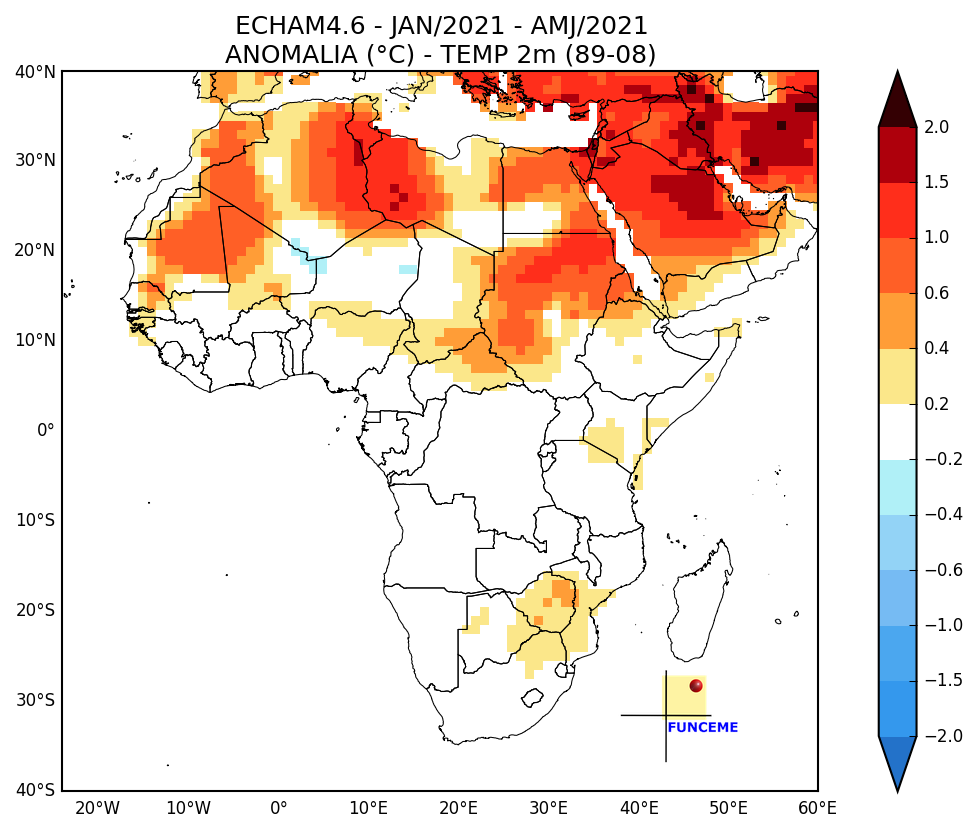 ECHAM4.6 - JAN/2021 - AMJ/2021
ANOMALIA (°C) - TEMP 2m (89-08)
40°N
30°N
20°N
10°N
0°
10°S
20°S
30°S
40°S
20°W 10°W 0° 10°E 20°E 30°E 40°E 50°E 60°E
2.0
1.5
1.0
0.6
0.4
0.2
−0.2
−0.4
−0.6
−1.0
−1.5
−2.0
FUNCEME